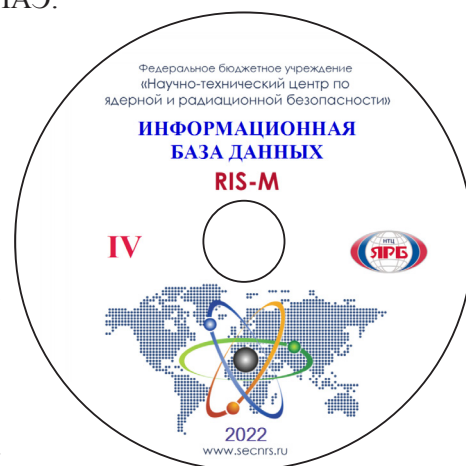 Федеральное бюджетное учреждение
«Научно-технический центр по
ядерной и радиационной безопасности»
ИНФОРМАЦИОННАЯ
БАЗА ДАННЫХ
RIS-M
IV
НТЦ
ЯРБ
2022
www.secnrs.ru